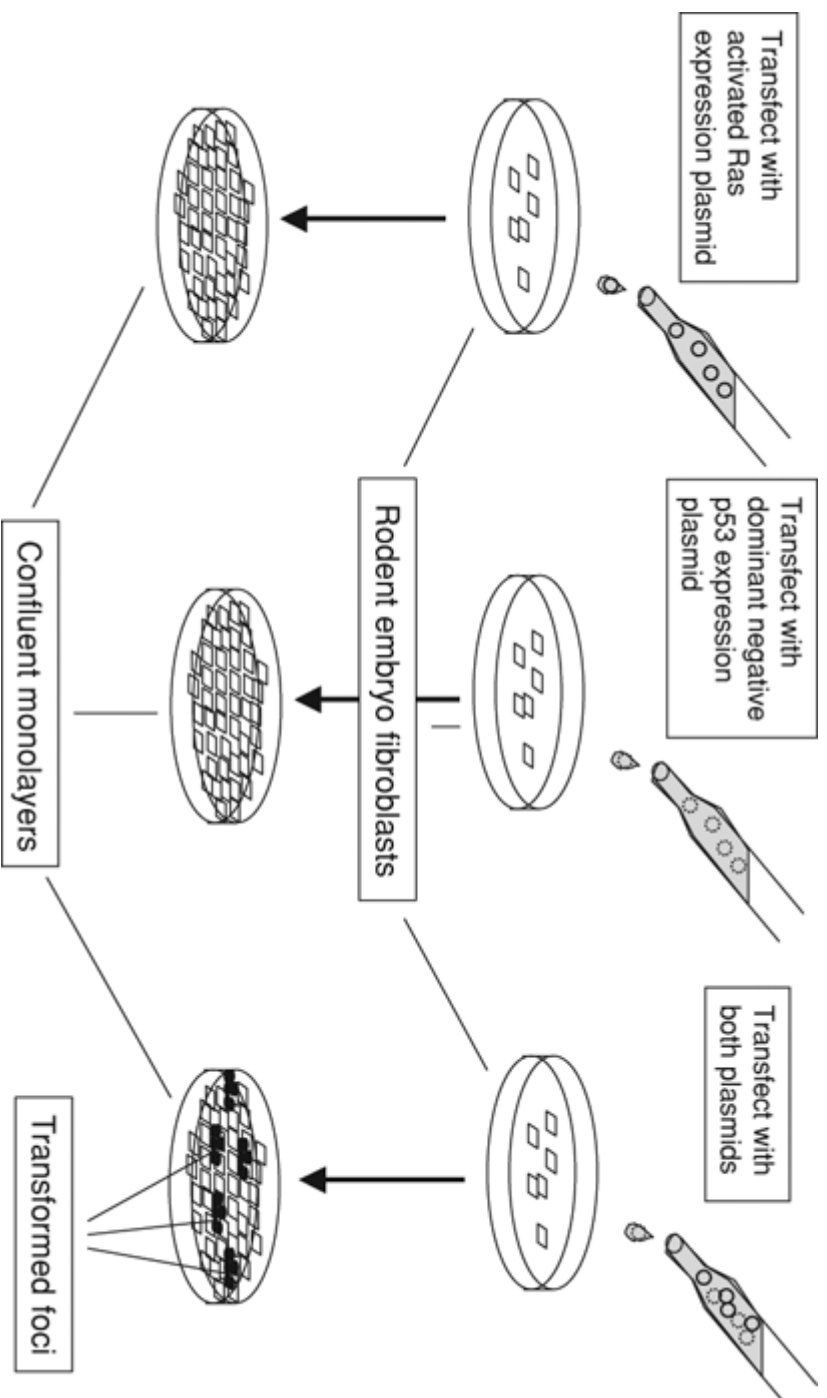 Transfect with
activated Ras
expression plasmid
Transfect with
dominant negative
p53 expression
plasmid
Transfect with
both plasmids
Rodent embryo fibroblasts
Confluent monolayers
Transformed foci